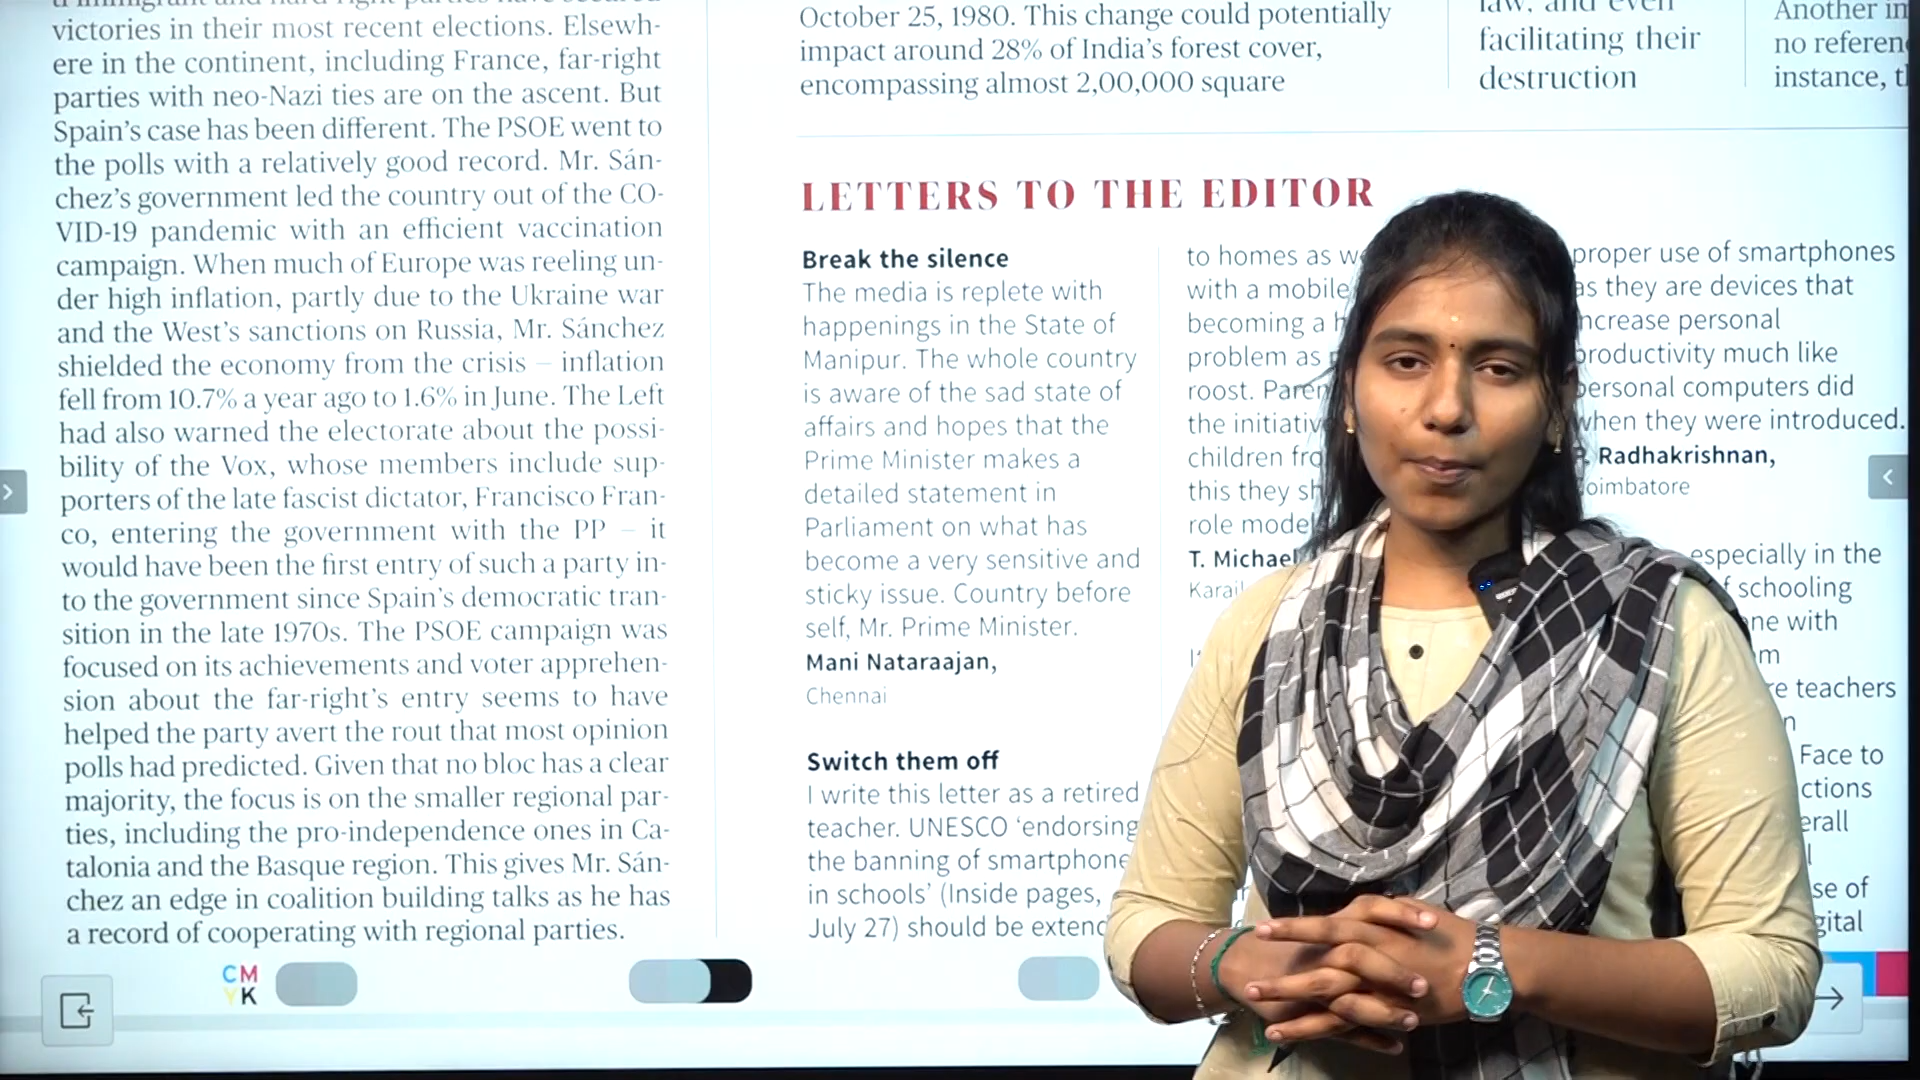 victories in their most recent elections. Elsewh-
ere in the continent, including France, far-right
parties with neo-Nazi ties are on the ascent. But
Spain's case has been different. The PSOE went to
the polls with a relatively good record. Mr. Sán-
chez's government led the country out of the CO-
VID-19 pandemic with an efficient vaccination
campaign. When much of Europe was reeling un-
der high inflation, partly due to the Ukraine war
and the West's sanctions on Russia, Mr. Sánchez
shielded the economy from the crisis – inflation
fell from 10.7% a year ago to 1.6% in June. The Left
had also warned the electorate about the possi-
bility of the Vox, whose members include sup-
porters of the late fascist dictator, Francisco Fran-
co, entering the government with the PP – it
would have been the first entry of such a party in-
to the government since Spain's democratic tran-
sition in the late 1970s. The PSOE campaign was
focused on its achievements and voter apprehen-
sion about the far-right's entry seems to have
helped the party avert the rout that most opinion
polls had predicted. Given that no bloc has a clear
majority, the focus is on the smaller regional par-
ties, including the pro-independence ones in Ca-
talonia and the Basque region. This gives Mr. Sán-
chez an edge in coalition building talks as he has
a record of cooperating with regional parties.
CM
YK
October 25, 1980. This change could potentially
impact around 28% of India's forest cover,
encompassing almost 2,00,000 square
law, and even
facilitating their
destruction
Another in
no referen
instance, t
LETTERS TO THE EDITOR
Break the silence
The media is replete with
happenings in the State of
Manipur. The whole country
is aware of the sad state of
affairs and hopes that the
Prime Minister makes a
detailed statement in
Parliament on what has
become a very sensitive and
sticky issue. Country before
self, Mr. Prime Minister.
Mani Nataraajan,
Chennai
Switch them off
I write this letter as a retired
teacher. UNESCO 'endorsing
the banning of smartphone
in schools' (Inside pages,
July 27) should be extend
to homes as w
with a mobile
becoming a h
problem as
roost. Paren
the initiativ
children fro
this they sh
role model
T. Michael
Karail
proper use of smartphones
as they are devices that
increase personal
productivity much like
personal computers did
when they were introduced.
Radhakrishnan,
Coimbatore
especially in the
of schooling
one with
m
re teachers
n
Face to
ctions
erall
l
se of
gital